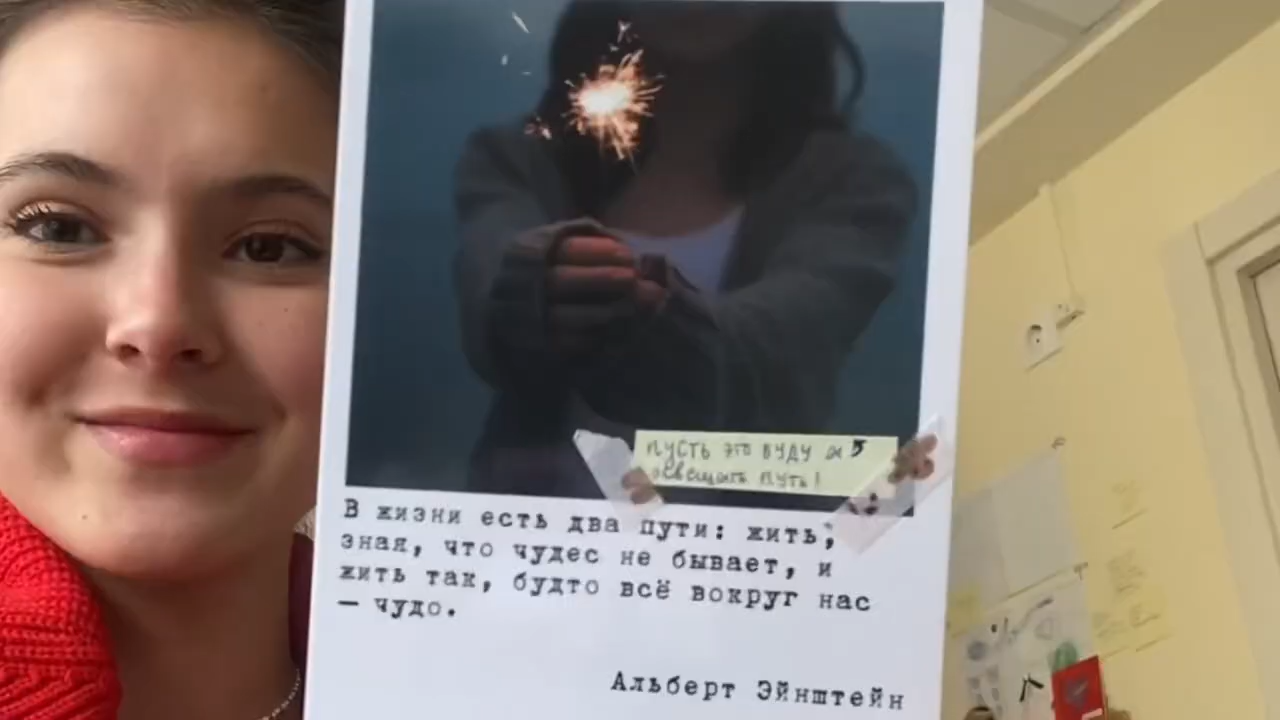 пусть это буду я
освещать путь!
В жизни есть два пути: жить,
зная, что чудес не бывает, и
жить так, будто всё вокруг нас
— чудо.
Альберт Эйнштейн